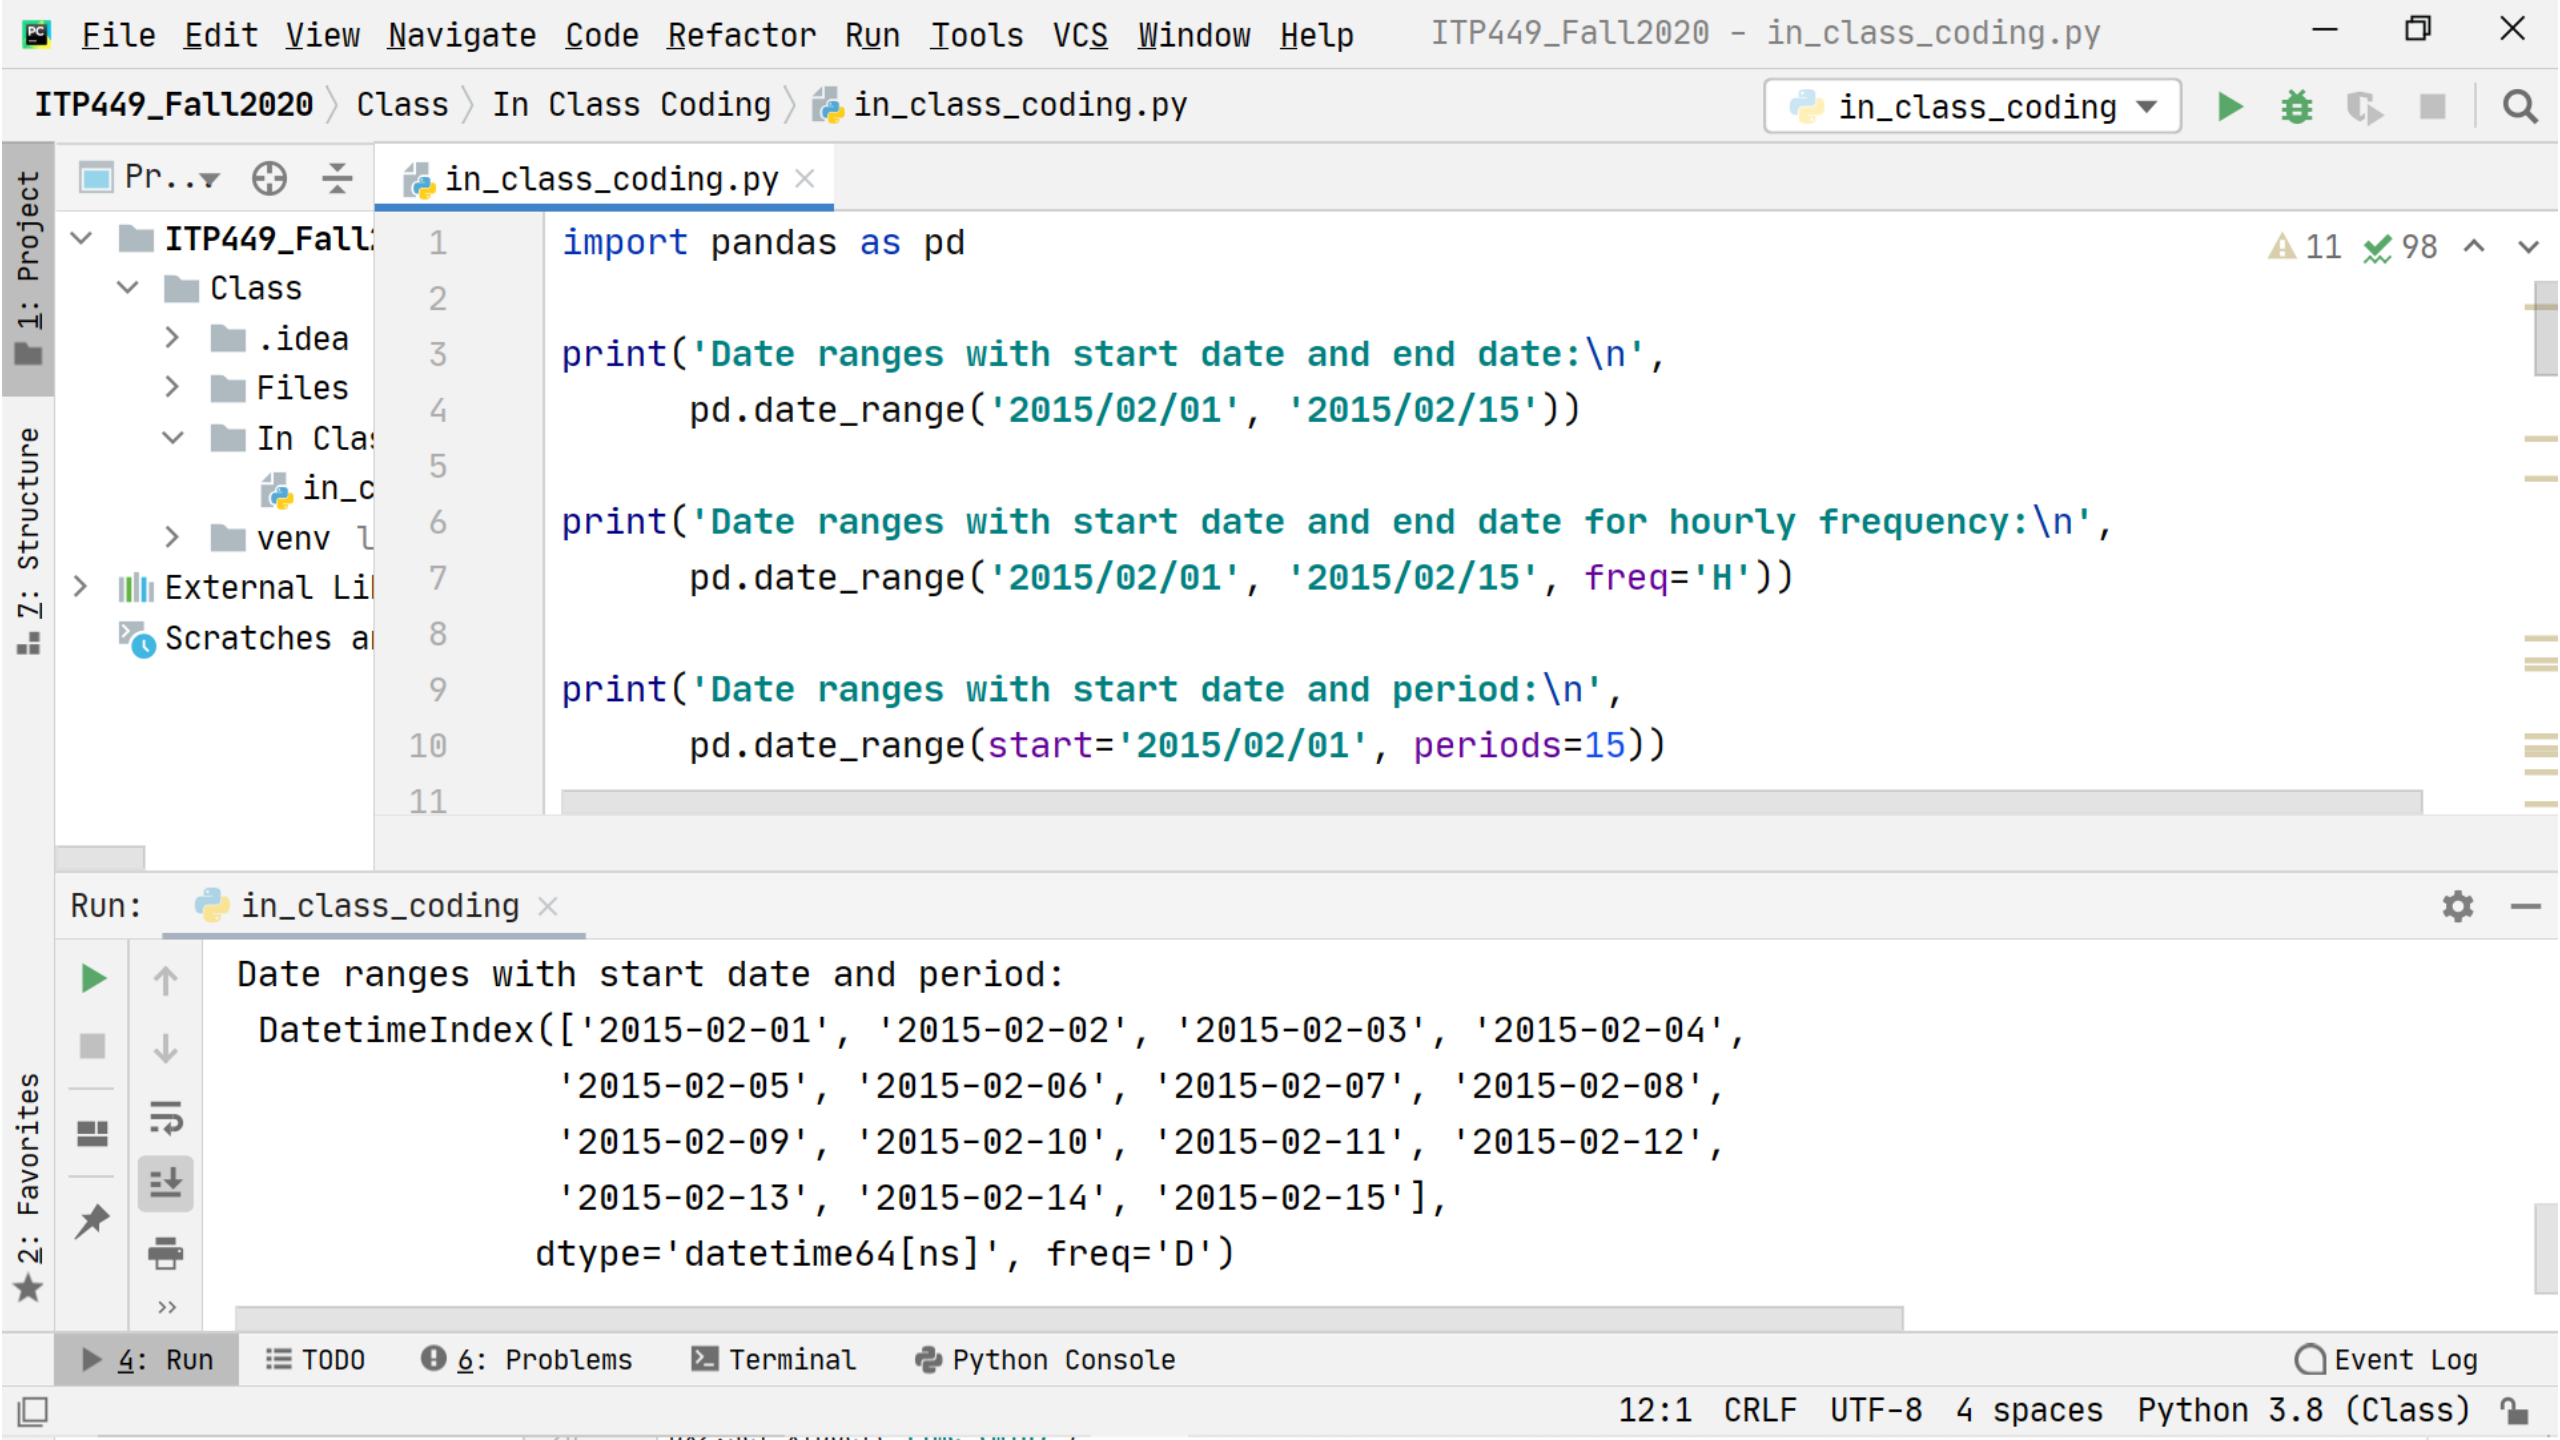 File Edit View Navigate Code Refactor Run Tools VCS Window Help ITP449_Fall2020 - in_class_coding.py
ITP449_Fall2020 Class In Class Coding in_class_coding.py in_class_coding
1: Project
7: Structure
2: Favorites
Pr...
ITP449_Fall
Class
.idea
Files
In Clas
in_c
venv
External Li
Scratches a
in_class_coding.py
11 98
1 import pandas as pd
2
3 print('Date ranges with start date and end date:\n',
4 pd.date_range('2015/02/01', '2015/02/15'))
5
6 print('Date ranges with start date and end date for hourly frequency:\n',
7 pd.date_range('2015/02/01', '2015/02/15', freq='H'))
8
9 print('Date ranges with start date and period:\n',
10 pd.date_range(start='2015/02/01', periods=15))
11
Run: in_class_coding
Date ranges with start date and period:
DatetimeIndex(['2015-02-01', '2015-02-02', '2015-02-03', '2015-02-04',
'2015-02-05', '2015-02-06', '2015-02-07', '2015-02-08',
'2015-02-09', '2015-02-10', '2015-02-11', '2015-02-12',
'2015-02-13', '2015-02-14', '2015-02-15'],
dtype='datetime64[ns]', freq='D')
4: Run TODO 6: Problems Terminal Python Console Event Log
12:1 CRLF UTF-8 4 spaces Python 3.8 (Class)